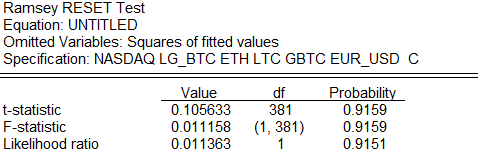 Ramsey RESET Test
Equation: UNTITLED
Omitted Variables: Squares of fitted values
Specification: NASDAQ LG_BTC ETH LTC GBTC EUR_USD C
Value df Probability
t-statistic 0.105633 381 0.9159
F-statistic 0.011158 (1, 381) 0.9159
Likelihood ratio 0.011363 1 0.9151